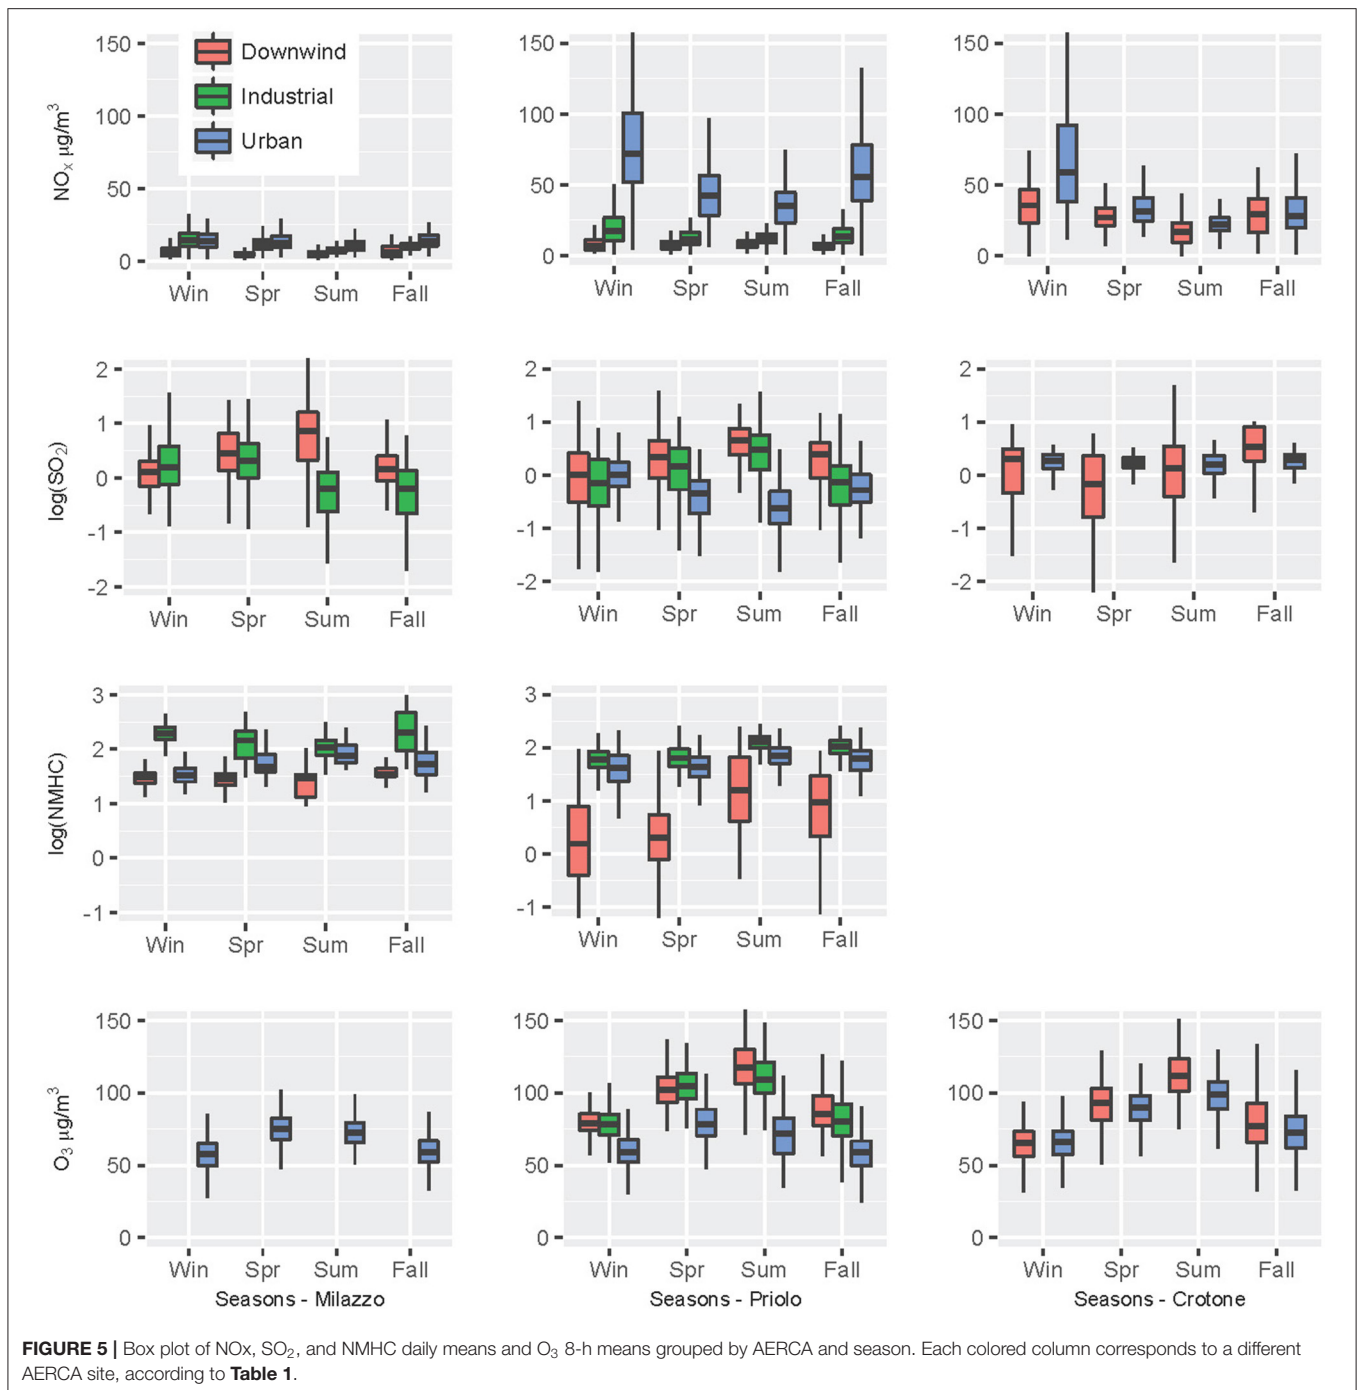 150
100
50
0
NOx µg/m³
Downwind
Industrial
Urban
Win Spr Sum Fall
150
100
50
0
Win Spr Sum Fall
150
100
50
0
Win Spr Sum Fall
2
1
0
-1
-2
log(SO₂)
Win Spr Sum Fall
2
1
0
-1
-2
Win Spr Sum Fall
2
1
0
-1
-2
Win Spr Sum Fall
3
2
1
0
-1
log(NMHC)
Win Spr Sum Fall
3
2
1
0
-1
Win Spr Sum Fall
150
100
50
0
O₃ µg/m³
Win Spr Sum Fall
Seasons - Milazzo
150
100
50
0
Win Spr Sum Fall
Seasons - Priolo
150
100
50
0
Win Spr Sum Fall
Seasons - Crotone
FIGURE 5 | Box plot of NOx, SO₂, and NMHC daily means and O₃ 8-h means grouped by AERCA and season. Each colored column corresponds to a different
AERCA site, according to Table 1.